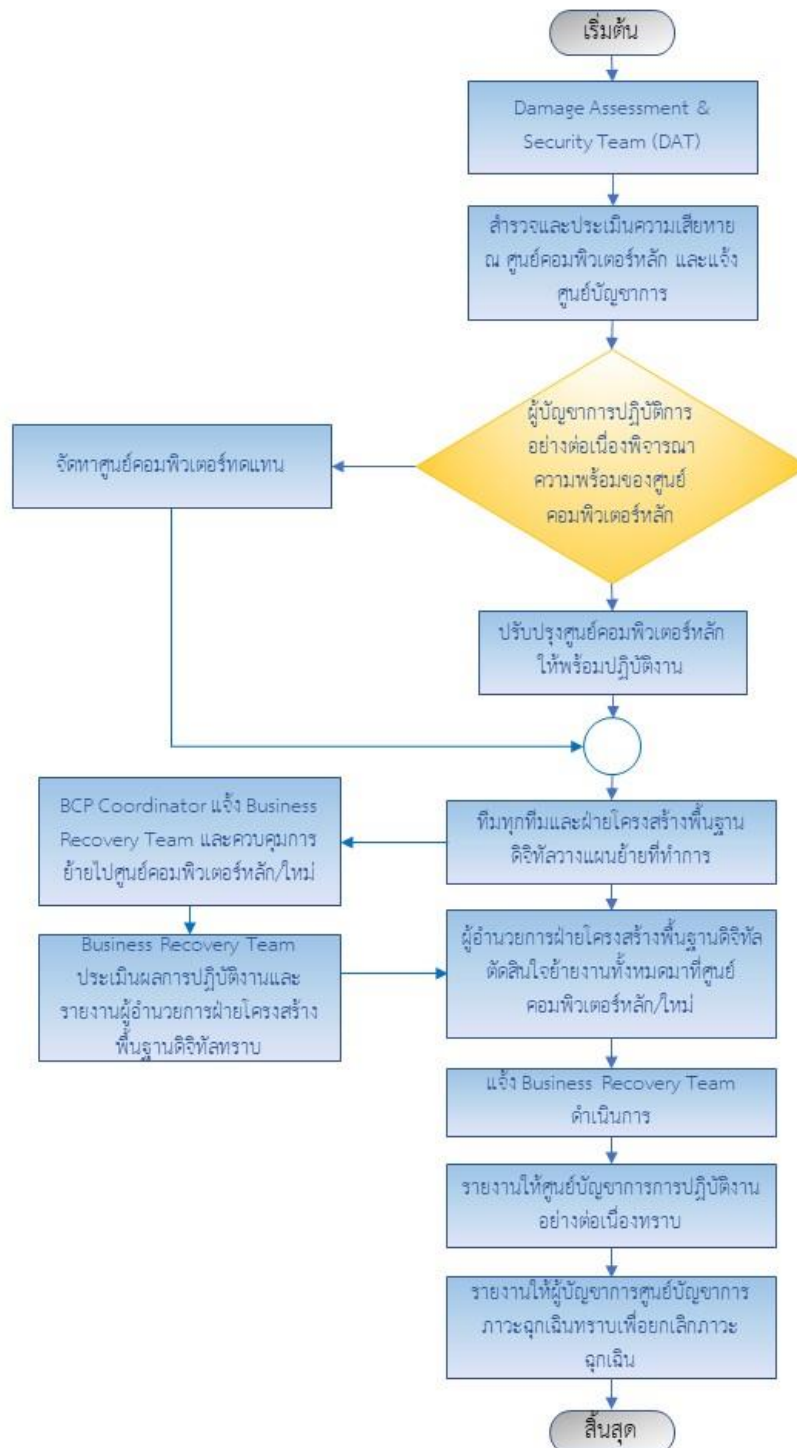 เริ่มต้น
Damage Assessment &
Security Team (DAT)
สำรวจและประเมินความเสียหาย
ณ ศูนย์คอมพิวเตอร์หลัก และแจ้ง
ศูนย์บัญชาการ
ผู้บัญชาการปฏิบัติการ
อย่างต่อเนื่องพิจารณา
ความพร้อมของศูนย์
คอมพิวเตอร์หลัก
จัดหาศูนย์คอมพิวเตอร์ทดแทน
ปรับปรุงศูนย์คอมพิวเตอร์หลัก
ให้พร้อมปฏิบัติงาน
ทีมทุกทีมและฝ่ายโครงสร้างพื้นฐาน
ดิจิทัลวางแผนย้ายที่ทำการ
BCP Coordinator แจ้ง Business
Recovery Team และควบคุมการ
ย้ายไปศูนย์คอมพิวเตอร์หลัก/ใหม่
Business Recovery Team
ประเมินผลการปฏิบัติงานและ
รายงานผู้อำนวยการฝ่ายโครงสร้าง
พื้นฐานดิจิทัลทราบ
ผู้อำนวยการฝ่ายโครงสร้างพื้นฐานดิจิทัล
ตัดสินใจย้ายงานทั้งหมดมาที่ศูนย์
คอมพิวเตอร์หลัก/ใหม่
แจ้ง Business Recovery Team
ดำเนินการ
รายงานให้ศูนย์บัญชาการการปฏิบัติงาน
อย่างต่อเนื่องทราบ
รายงานให้ผู้บัญชาการศูนย์บัญชาการ
ภาวะฉุกเฉินทราบเพื่อยกเลิกภาวะ
ฉุกเฉิน
สิ้นสุด